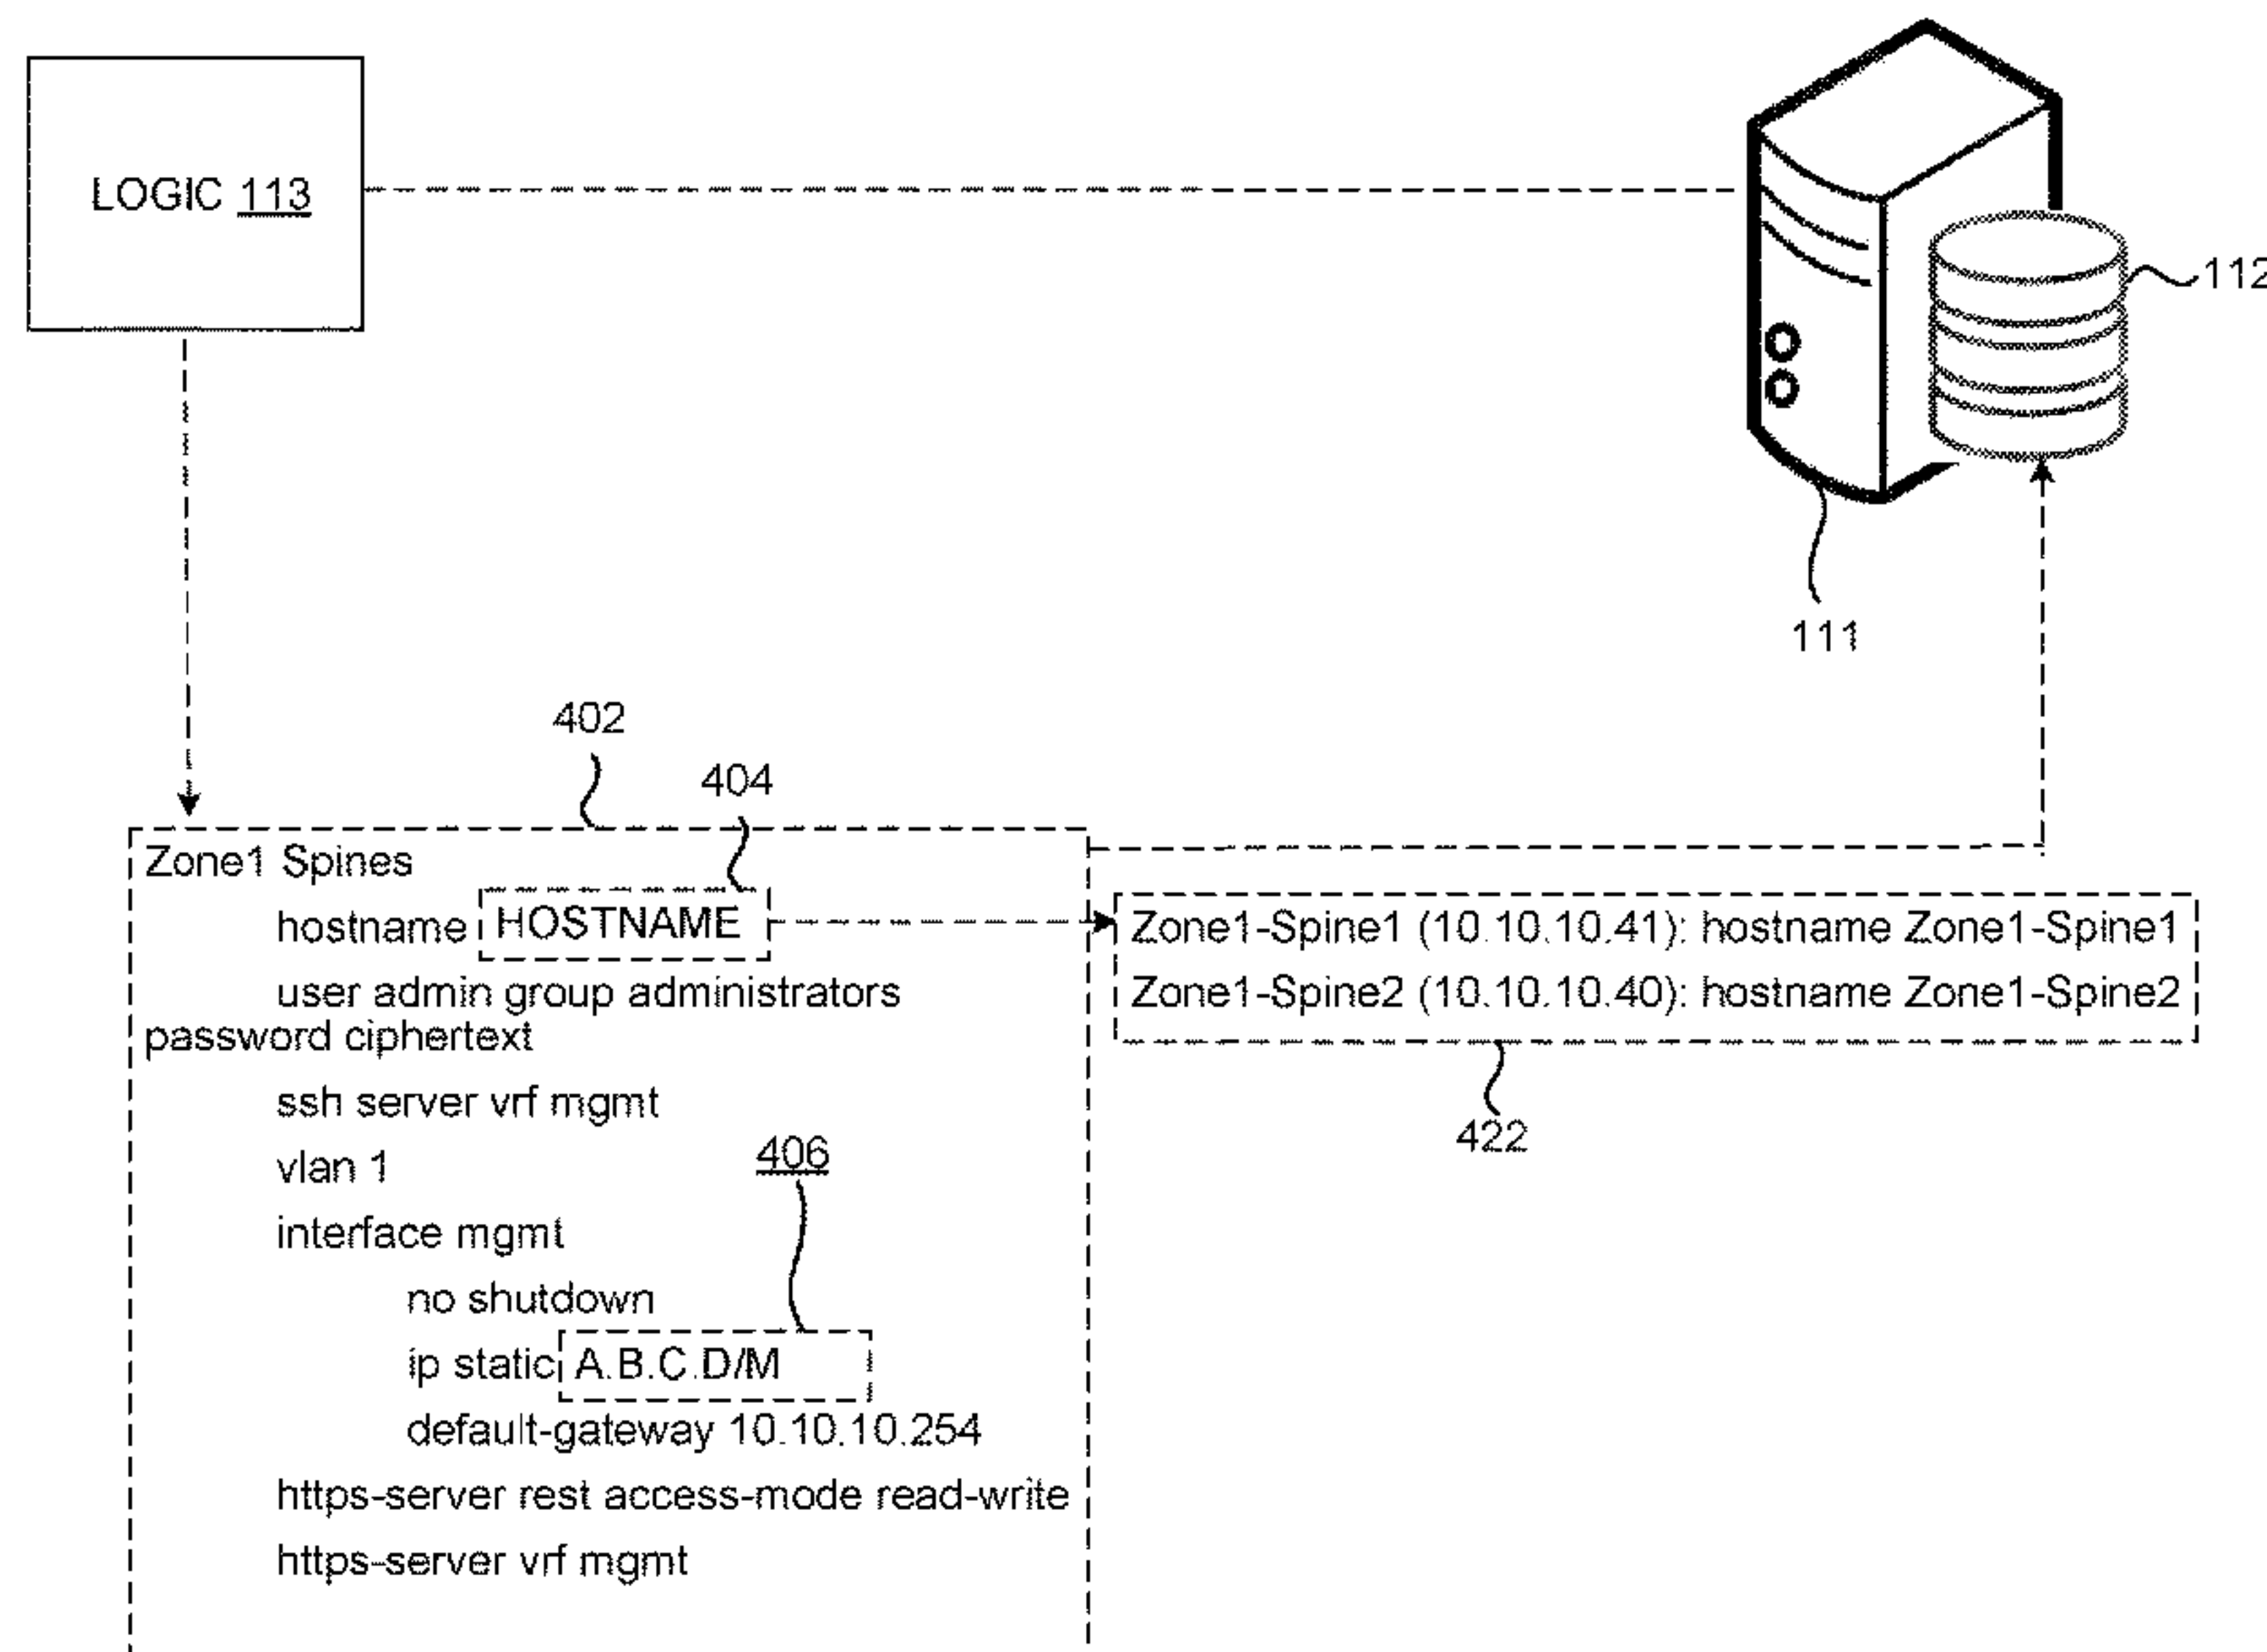 LOGIC 113
112
111
402
404
Zone1 Spines
hostname HOSTNAME
Zone1-Spine1 (10.10.10.41): hostname Zone1-Spine1
Zone1-Spine2 (10.10.10.40): hostname Zone1-Spine2
422
user admin group administrators
password ciphertext
ssh server vrf mgmt
vlan 1
406
interface mgmt
no shutdown
ip static A.B.C.D/M
default-gateway 10.10.10.254
https-server rest access-mode read-write
https-server vrf mgmt